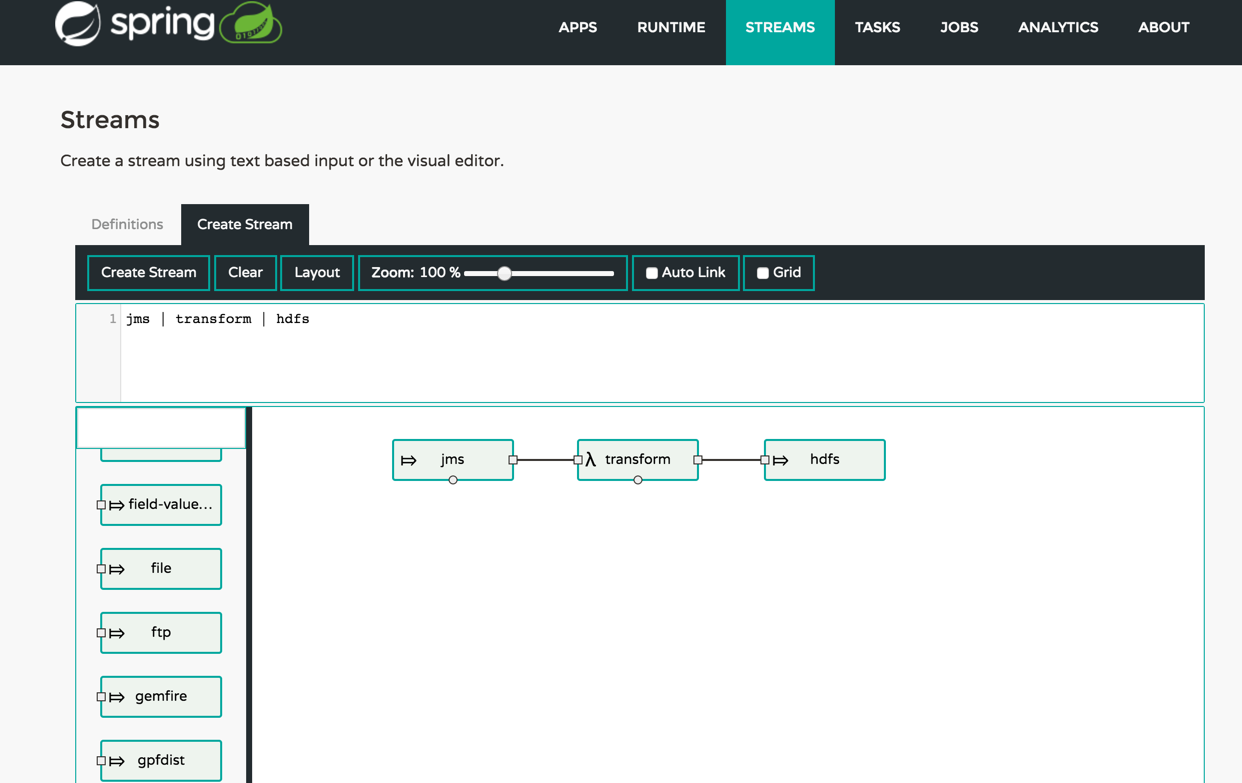 spring
APPS RUNTIME STREAMS TASKS JOBS ANALYTICS ABOUT
Streams
Create a stream using text based input or the visual editor.
Definitions Create Stream
Create Stream Clear Layout Zoom: 100 % Auto Link Grid
1 jms | transform | hdfs
jms λ transform hdfs
field-value...
file
ftp
gemfire
gpfdist